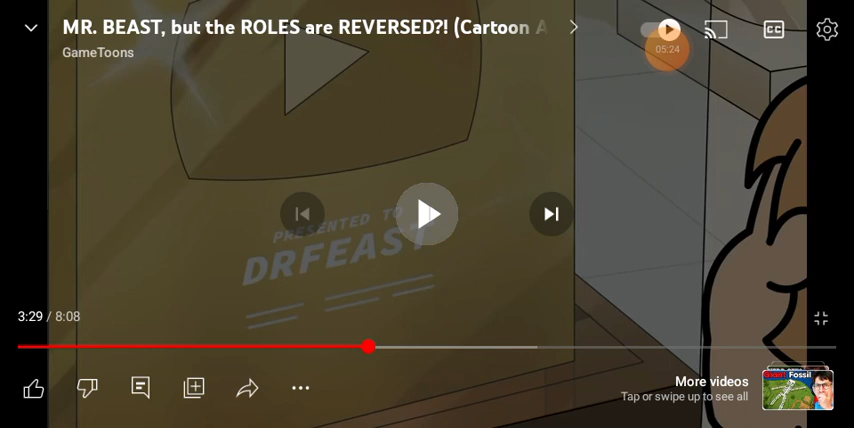 MR. BEAST, but the ROLES are REVERSED?! (Cartoon A
GameToons
CC
05:24
PRESENTED TO
DRFEAST
3:29 / 8:08
More videos
Tap or swipe up to see all
Fossil